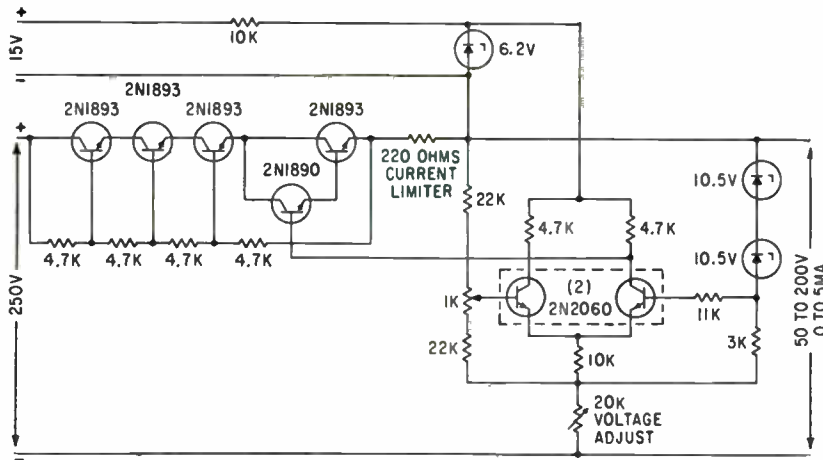 +
15V
−
10K
6.2V
2N1893
2N1893
2N1893
2N1893
+
2N1890
220 OHMS
CURRENT
LIMITER
4.7K
4.7K
4.7K
4.7K
250V
−
22K
1K
22K
4.7K
4.7K
(2)
2N2060
10K
11K
3K
10.5V
10.5V
20K
VOLTAGE
ADJUST
50 TO 200V
0 TO 5MA